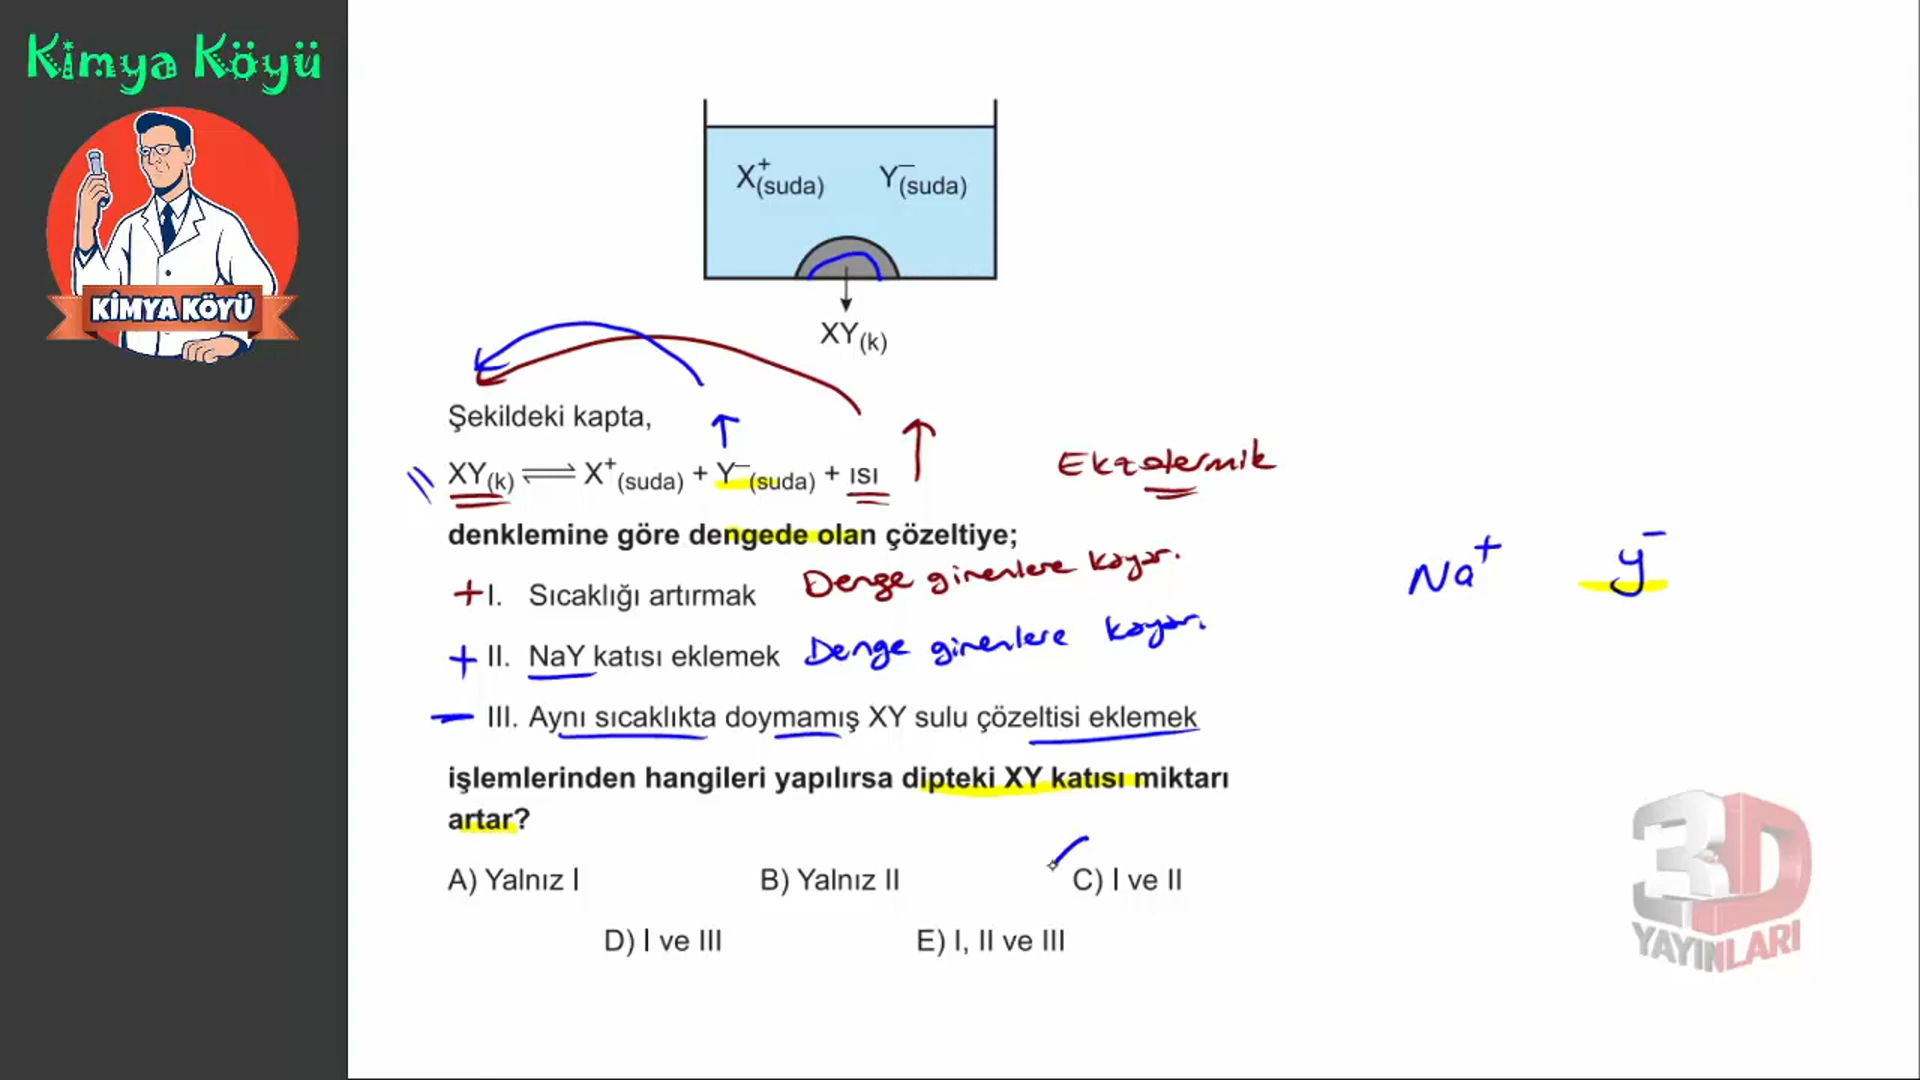 Kimya Köyü
KİMYA KÖYÜ
X⁺(suda) Y⁻(suda)
XY(k)
Şekildeki kapta,
XY(k) ⇌ X⁺(suda) + Y⁻(suda) + ısı
Ekzotermik
denklemine göre dengede olan çözeltiye;
Na⁺ Y⁻
+ I. Sıcaklığı artırmak Denge girenlere kayar.
+ II. NaY katısı eklemek Denge girenlere kayar.
— III. Aynı sıcaklıkta doymamış XY sulu çözeltisi eklemek
işlemlerinden hangileri yapılırsa dipteki XY katısı miktarı
artar?
A) Yalnız I B) Yalnız II C) I ve II
D) I ve III E) I, II ve III
3D
YAYINLARI